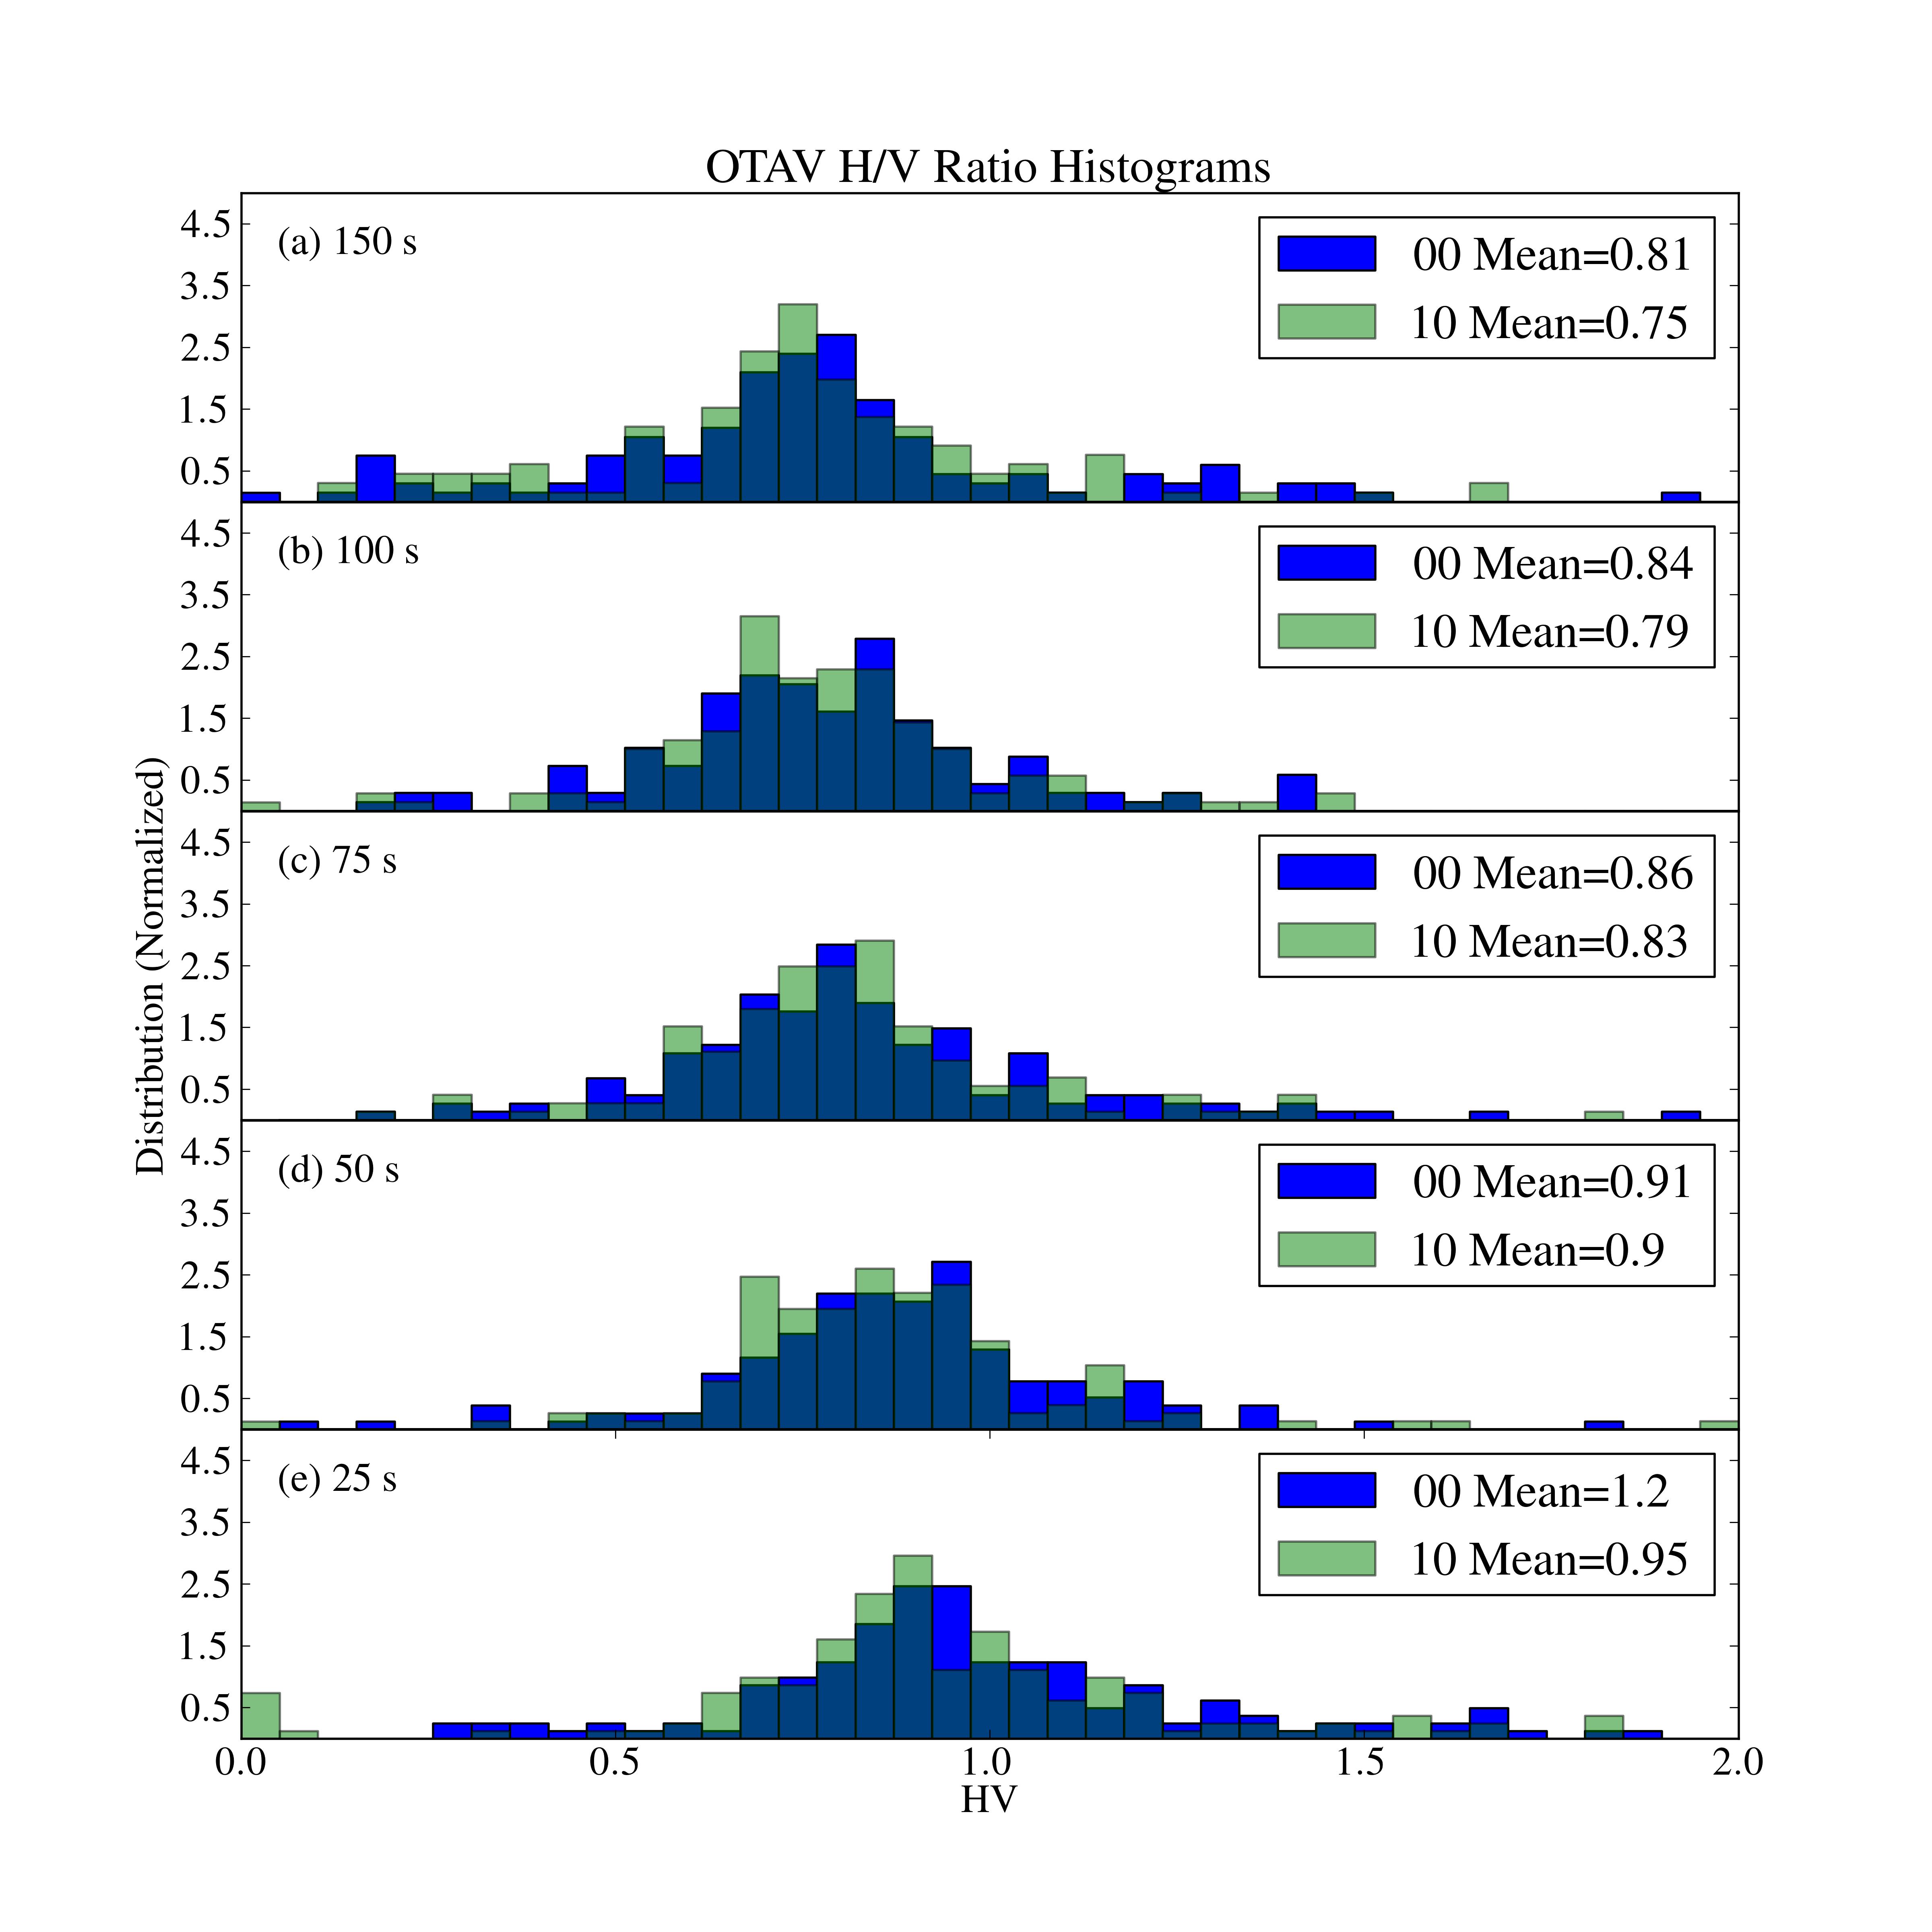 OTAV H/V Ratio Histograms
4.5
3.5
2.5
1.5
0.5
(a) 150 s
00 Mean=0.81
10 Mean=0.75
4.5
3.5
2.5
1.5
0.5
(b) 100 s
00 Mean=0.84
10 Mean=0.79
Distribution (Normalized)
4.5
3.5
2.5
1.5
0.5
(c) 75 s
00 Mean=0.86
10 Mean=0.83
4.5
3.5
2.5
1.5
0.5
(d) 50 s
00 Mean=0.91
10 Mean=0.9
4.5
3.5
2.5
1.5
0.5
(e) 25 s
00 Mean=1.2
10 Mean=0.95
0.0 0.5 1.0 1.5 2.0
HV